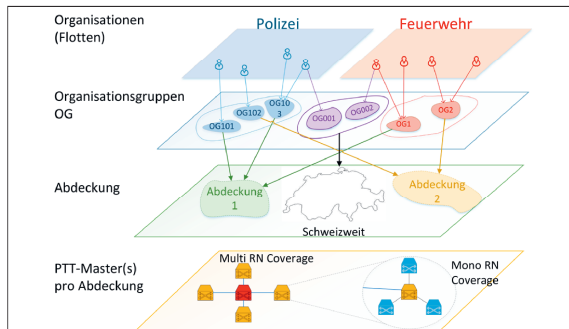 Organisationen
(Flotten)
Polizei
Feuerwehr
Organisationsgruppen
OG
OG101
OG102
OG10
3
OG001
OG002
OG1
OG2
Abdeckung
Abdeckung
1
Schweizweit
Abdeckung
2
PTT-Master(s)
pro Abdeckung
Multi RN Coverage
Mono RN
Coverage